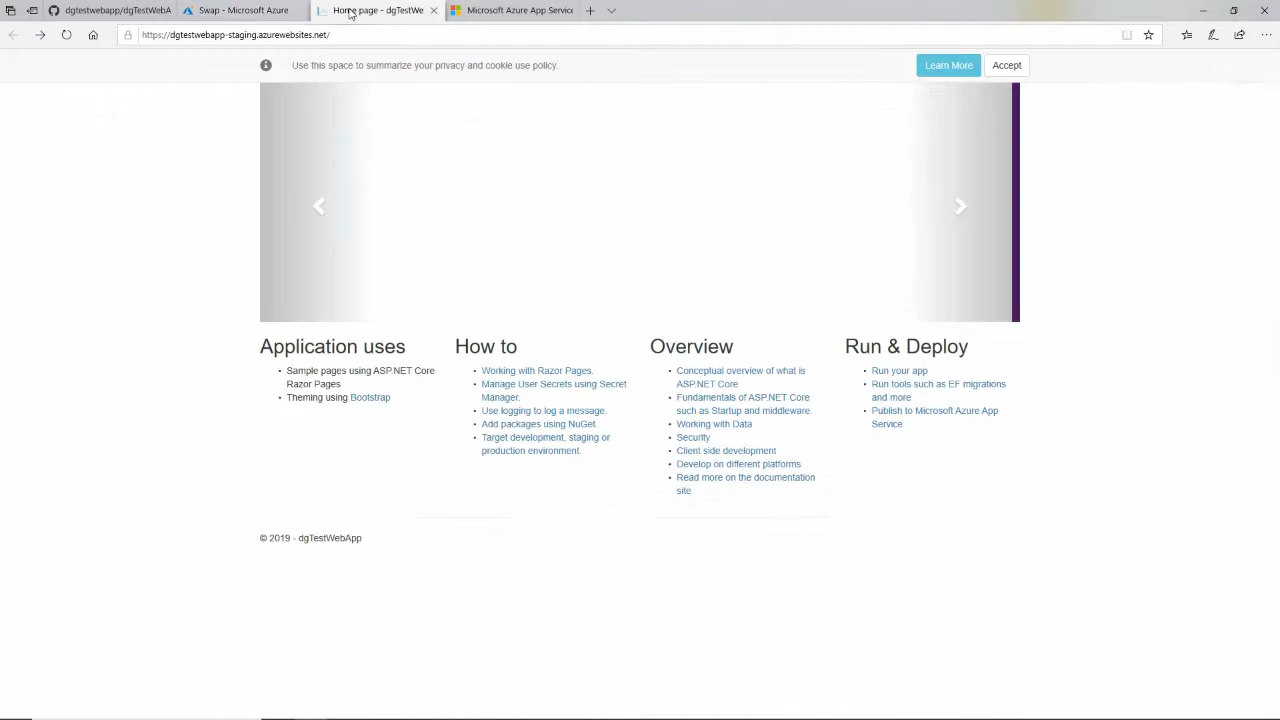 dgtestwebapp/dgTestWebA
Swap - Microsoft Azure
Home page - dgTestWe
Microsoft Azure App Service
https://dgtestwebapp-staging.azurewebsites.net/
Use this space to summarize your privacy and cookie use policy.
Learn More
Accept
Application uses
Sample pages using ASP.NET Core
Razor Pages
Theming using Bootstrap
How to
Working with Razor Pages.
Manage User Secrets using Secret
Manager.
Use logging to log a message.
Add packages using NuGet.
Target development, staging or
production environment.
Overview
Conceptual overview of what is
ASP.NET Core
Fundamentals of ASP.NET Core
such as Startup and middleware.
Working with Data
Security
Client side development
Develop on different platforms
Read more on the documentation
site
Run & Deploy
Run your app
Run tools such as EF migrations
and more
Publish to Microsoft Azure App
Service
© 2019 - dgTestWebApp